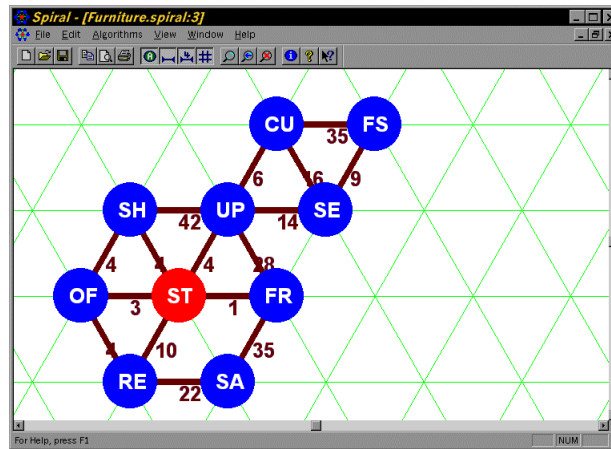 Spiral - [Furniture.spiral:3]
File Edit Algorithms View Window Help
CU FS
35
6 16 9
SH UP SE
42 14
4 4 4 28
OF ST FR
3 1
4 10 35
RE SA
22
For Help, press F1 NUM